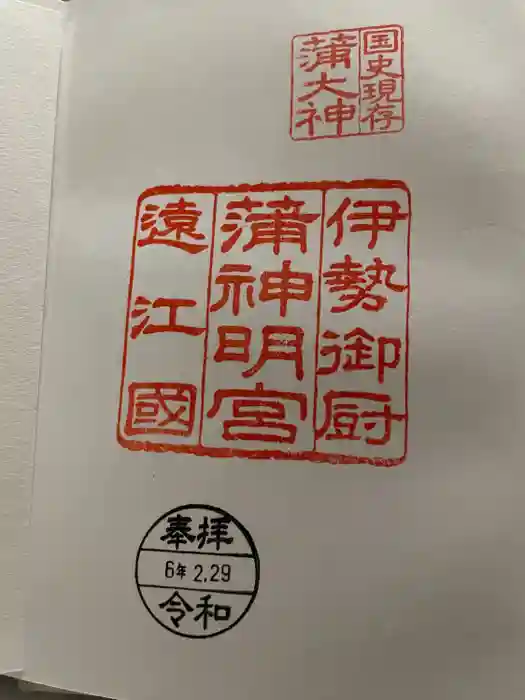 国史現存
蒲大神
伊勢御厨
蒲神明宮
遠江國
奉拝
6年 2.29
令和